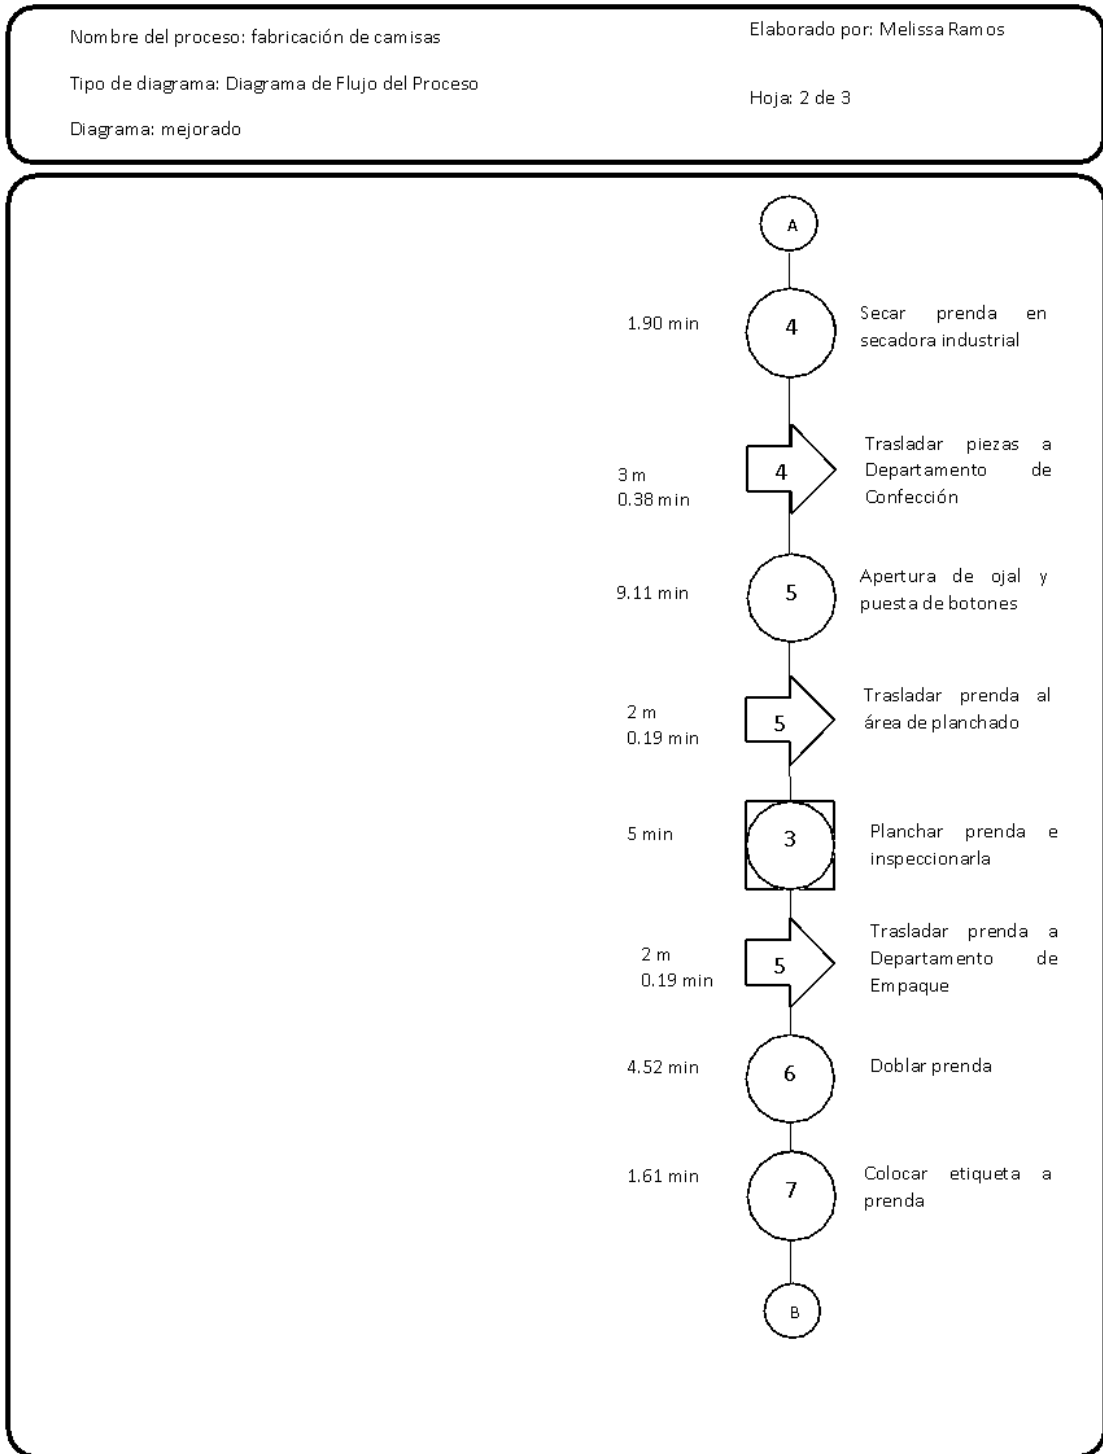 Nombre del proceso: fabricación de camisas
Elaborado por: Melissa Ramos
Tipo de diagrama: Diagrama de Flujo del Proceso
Hoja: 2 de 3
Diagrama: mejorado
A
1.90 min
4
Secar prenda en
secadora industrial
3 m
0.38 min
4
Trasladar piezas a
Departamento de
Confección
9.11 min
5
Apertura de ojal y
puesta de botones
2 m
0.19 min
5
Trasladar prenda al
área de planchado
5 min
3
Planchar prenda e
inspeccionarla
2 m
0.19 min
5
Trasladar prenda a
Departamento de
Empaque
4.52 min
6
Doblar prenda
1.61 min
7
Colocar etiqueta a
prenda
B